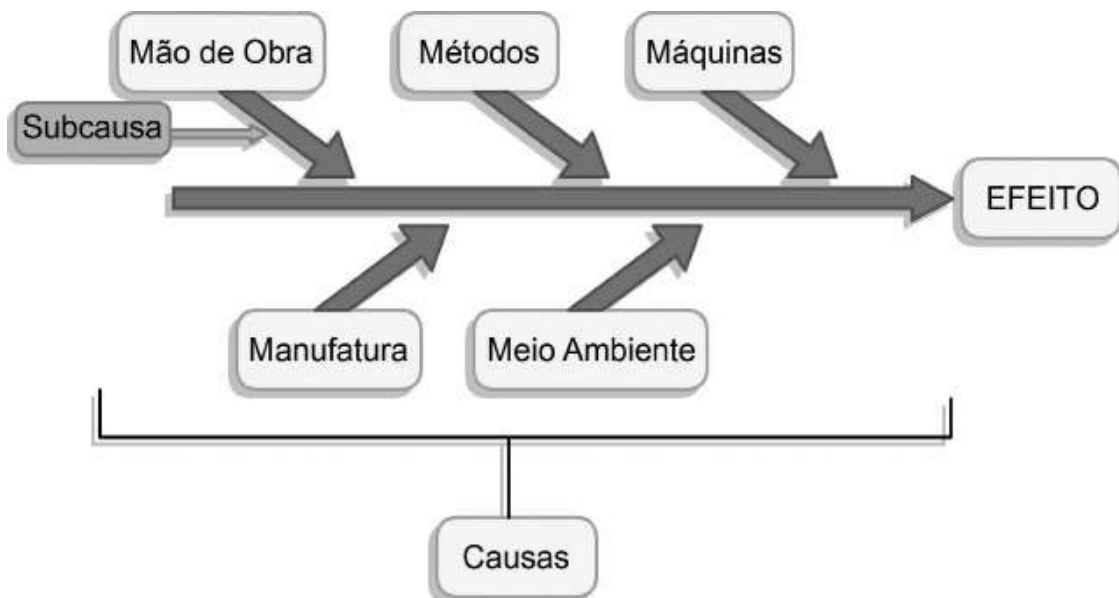 Mão de Obra
Métodos
Máquinas
Subcausa
EFEITO
Manufatura
Meio Ambiente
Causas